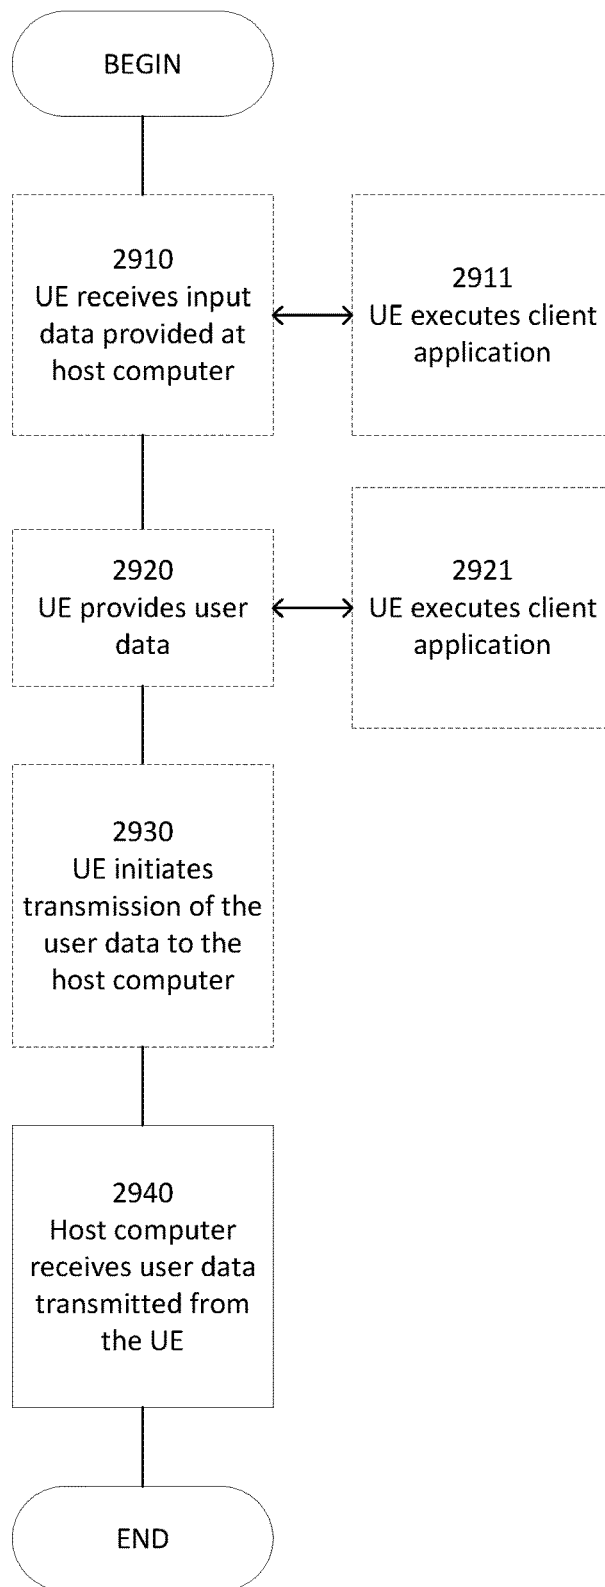 BEGIN
2910
UE receives input
data provided at
host computer
2911
UE executes client
application
2920
UE provides user
data
2921
UE executes client
application
2930
UE initiates
transmission of the
user data to the
host computer
2940
Host computer
receives user data
transmitted from
the UE
END